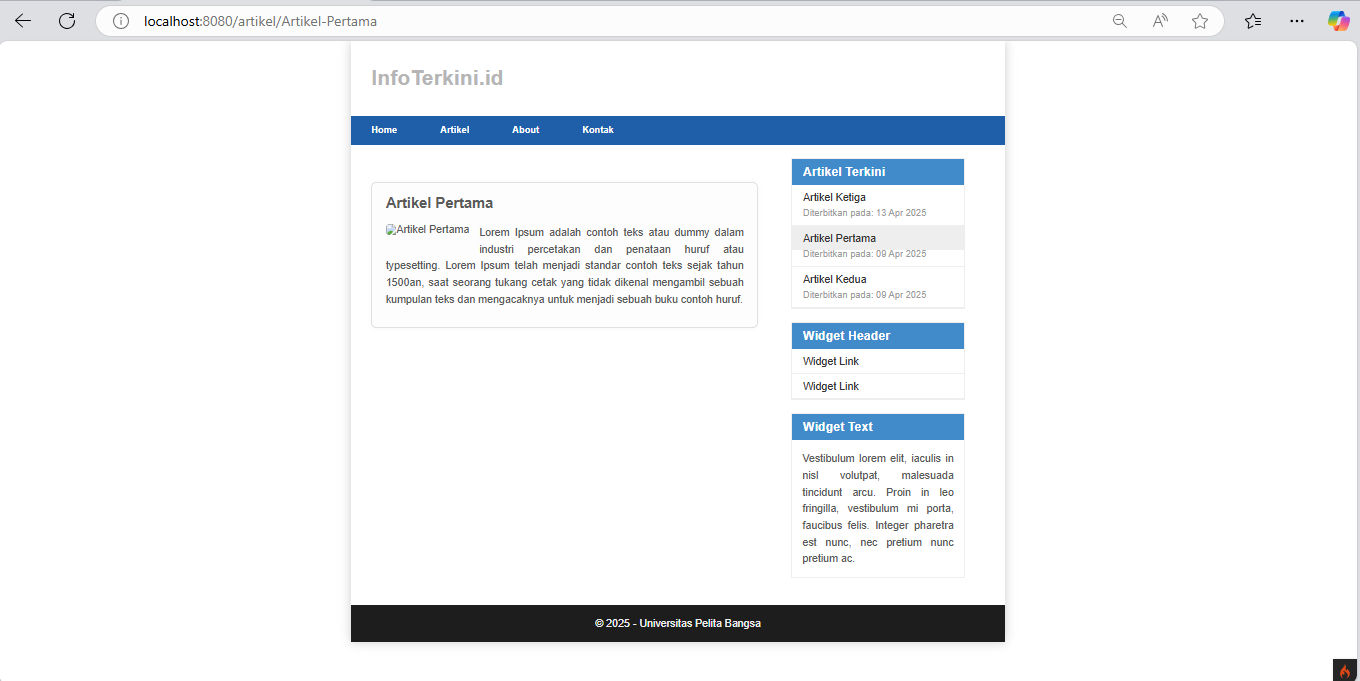 localhost:8080/artikel/Artikel-Pertama
InfoTerkini.id
Home Artikel About Kontak
Artikel Pertama
Artikel Pertama
Lorem Ipsum adalah contoh teks atau dummy dalam
industri percetakan dan penataan huruf atau
typesetting. Lorem Ipsum telah menjadi standar contoh teks sejak tahun
1500an, saat seorang tukang cetak yang tidak dikenal mengambil sebuah
kumpulan teks dan mengacaknya untuk menjadi sebuah buku contoh huruf.
Artikel Terkini
Artikel Ketiga
Diterbitkan pada: 13 Apr 2025
Artikel Pertama
Diterbitkan pada: 09 Apr 2025
Artikel Kedua
Diterbitkan pada: 09 Apr 2025
Widget Header
Widget Link
Widget Link
Widget Text
Vestibulum lorem elit, iaculis in
nisl volutpat, malesuada
tincidunt arcu. Proin in leo
fringilla, vestibulum mi porta,
faucibus felis. Integer pharetra
est nunc, nec pretium nunc
pretium ac.
© 2025 - Universitas Pelita Bangsa